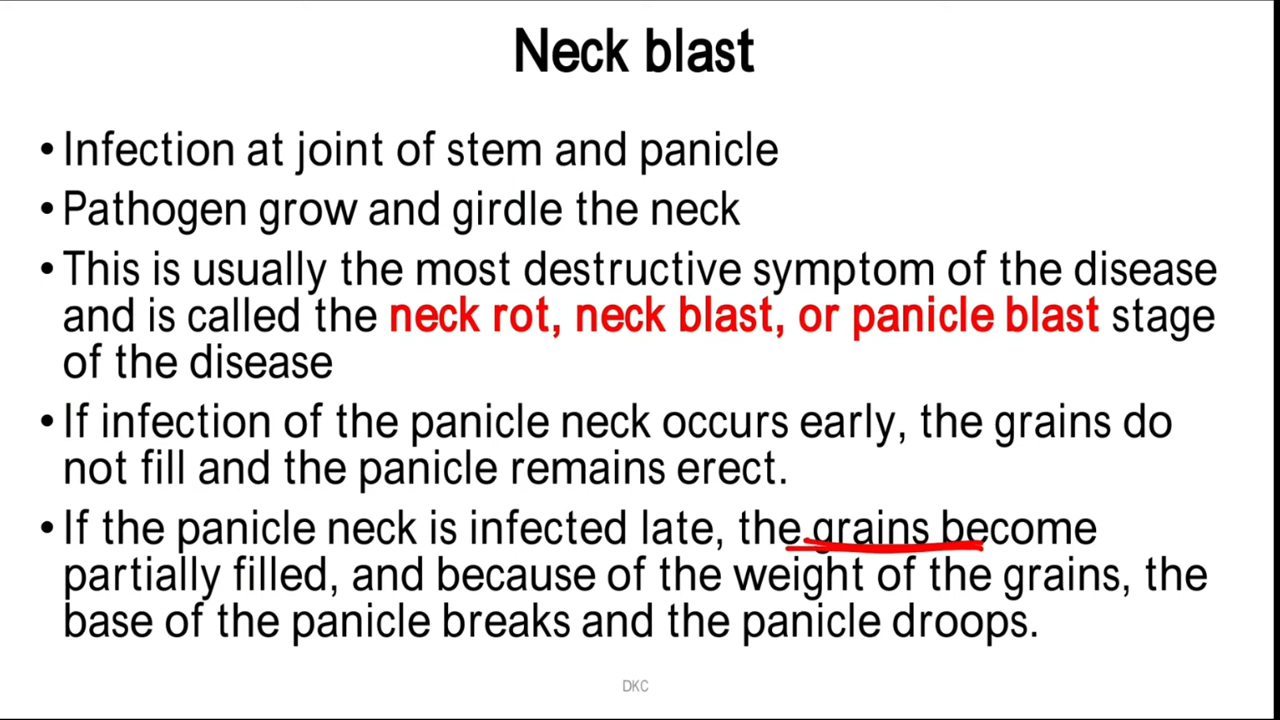 Neck blast
•Infection at joint of stem and panicle
•Pathogen grow and girdle the neck
•This is usually the most destructive symptom of the disease
and is called the neck rot, neck blast, or panicle blast stage
of the disease
•If infection of the panicle neck occurs early, the grains do
not fill and the panicle remains erect.
•If the panicle neck is infected late, the grains become
partially filled, and because of the weight of the grains, the
base of the panicle breaks and the panicle droops.
DKC